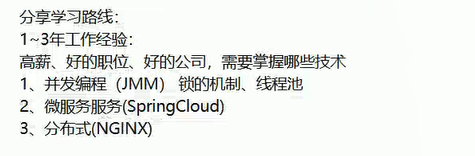 分享学习路线：
1~3年工作经验：
高薪、好的职位、好的公司，需要掌握哪些技术
1、并发编程（JMM） 锁的机制、线程池
2、微服务服务(SpringCloud)
3、分布式(NGINX)